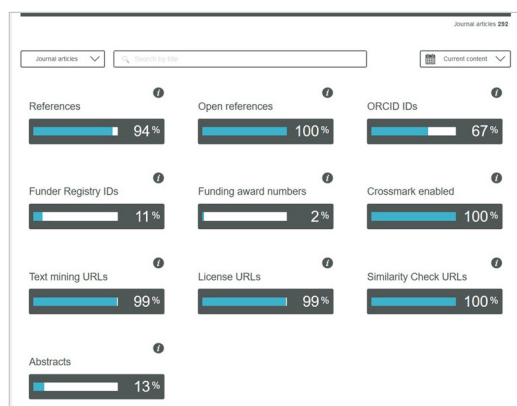 Journal articles 292
Journal articles
Search by title
Current content
References
Open references
ORCID IDs
94%
100%
67%
Funder Registry IDs
Funding award numbers
Crossmark enabled
11%
2%
100%
Text mining URLs
License URLs
Similarity Check URLs
99%
99%
100%
Abstracts
13%